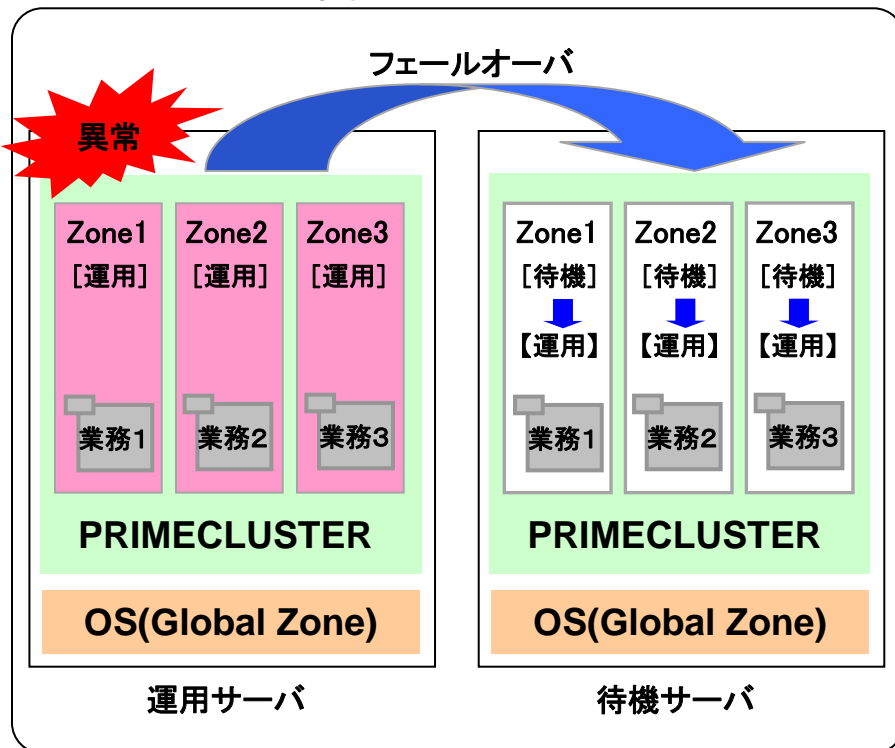 フェールオーバ
異常
Zone1
[運用]
業務1
Zone2
[運用]
業務2
Zone3
[運用]
業務3
PRIMECLUSTER
OS(Global Zone)
運用サーバ
Zone1
[待機]
【運用】
業務1
Zone2
[待機]
【運用】
業務2
Zone3
[待機]
【運用】
業務3
PRIMECLUSTER
OS(Global Zone)
待機サーバ